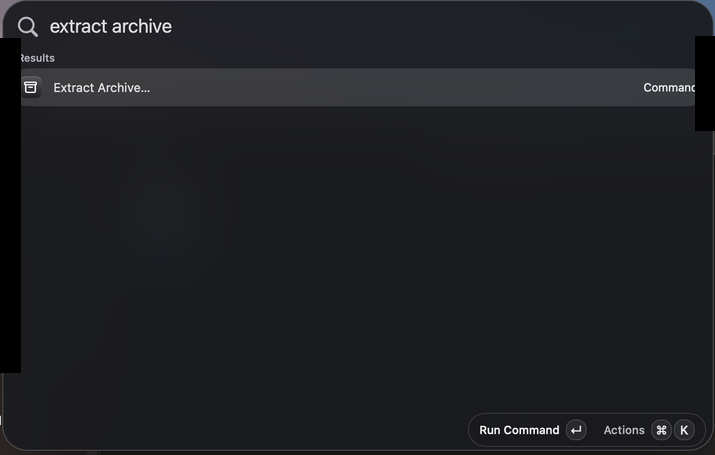 extract archive
Results
Extract Archive...
Command
Run Command ↵ Actions ⌘ K